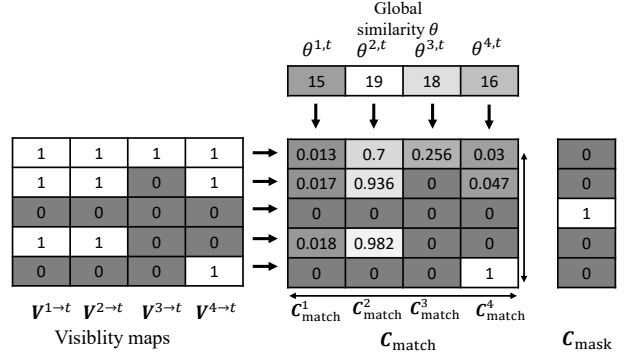 Global
similarity θ
θ^{1,t} θ^{2,t} θ^{3,t} θ^{4,t}
15 19 18 16
1 1 1 1 0.013 0.7 0.256 0.03 0
1 1 0 1 0.017 0.936 0 0.047 0
0 0 0 0 0 0 0 0 1
1 1 0 0 0.018 0.982 0 0 0
0 0 0 1 0 0 0 1 0
V^{1→t} V^{2→t} V^{3→t} V^{4→t} C^1_match C^2_match C^3_match C^4_match
Visiblity maps C_match C_mask